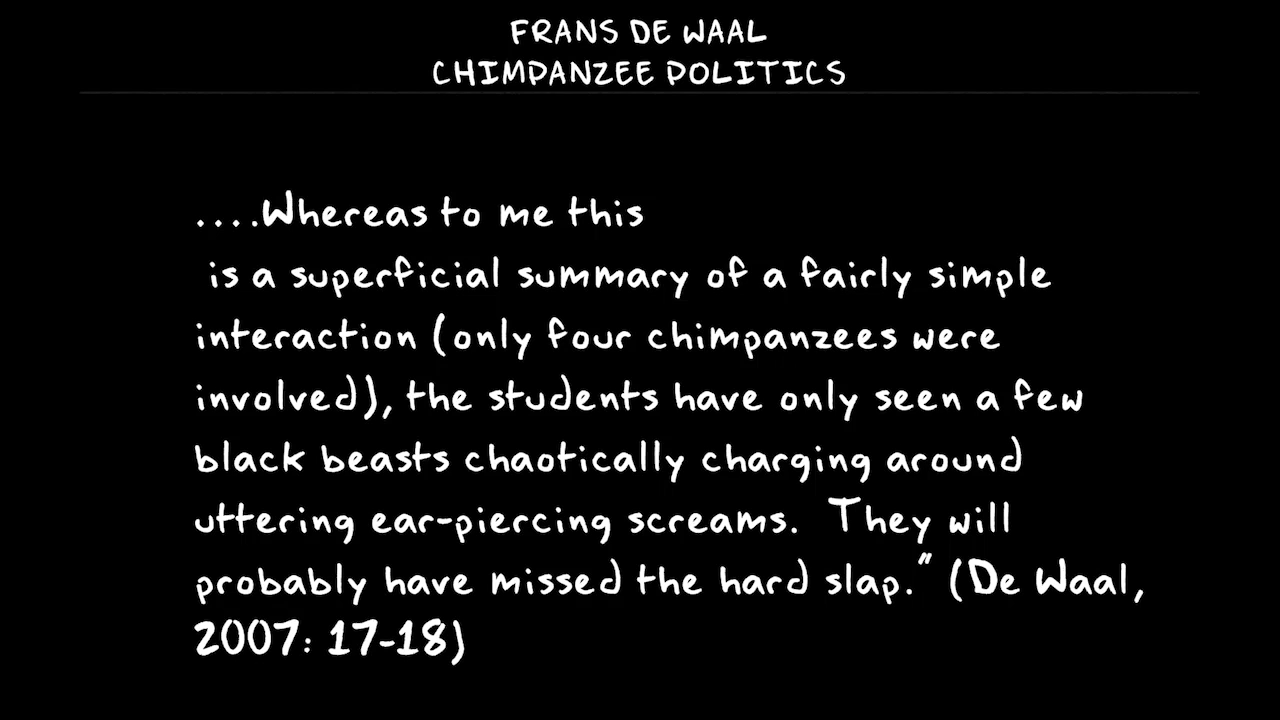 FRANS DE WAAL
CHIMPANZEE POLITICS
....Whereas to me this
is a superficial summary of a fairly simple
interaction (only four chimpanzees were
involved), the students have only seen a few
black beasts chaotically charging around
uttering ear-piercing screams. They will
probably have missed the hard slap." (De Waal,
2007: 17-18)